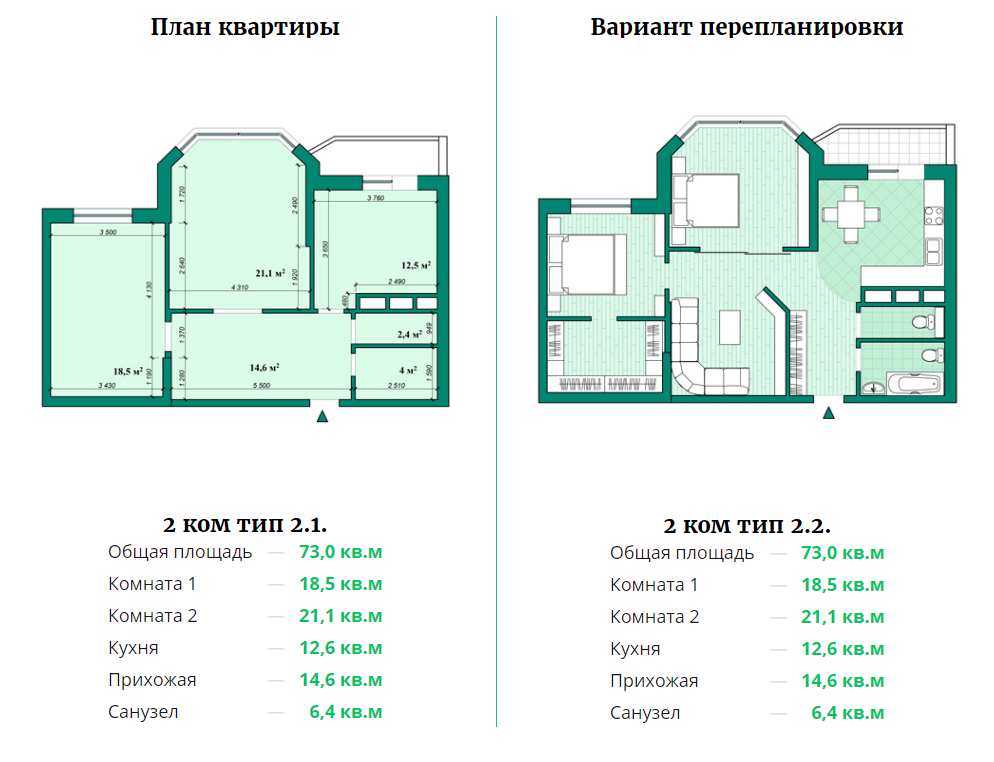 План квартиры
3 500
4 130
18,5 м²
3 430
1 190
1 720
2 640
21,1 м²
4 310
2 490
1 920
3 760
3 650
12,5 м²
2 490
480
1 370
1 280
14,6 м²
5 500
2,4 м²
949
4 м²
1 590
2 510
2 ком тип 2.1.
Общая площадь — 73,0 кв.м
Комната 1 — 18,5 кв.м
Комната 2 — 21,1 кв.м
Кухня — 12,6 кв.м
Прихожая — 14,6 кв.м
Санузел — 6,4 кв.м
Вариант перепланировки
2 ком тип 2.2.
Общая площадь — 73,0 кв.м
Комната 1 — 18,5 кв.м
Комната 2 — 21,1 кв.м
Кухня — 12,6 кв.м
Прихожая — 14,6 кв.м
Санузел — 6,4 кв.м